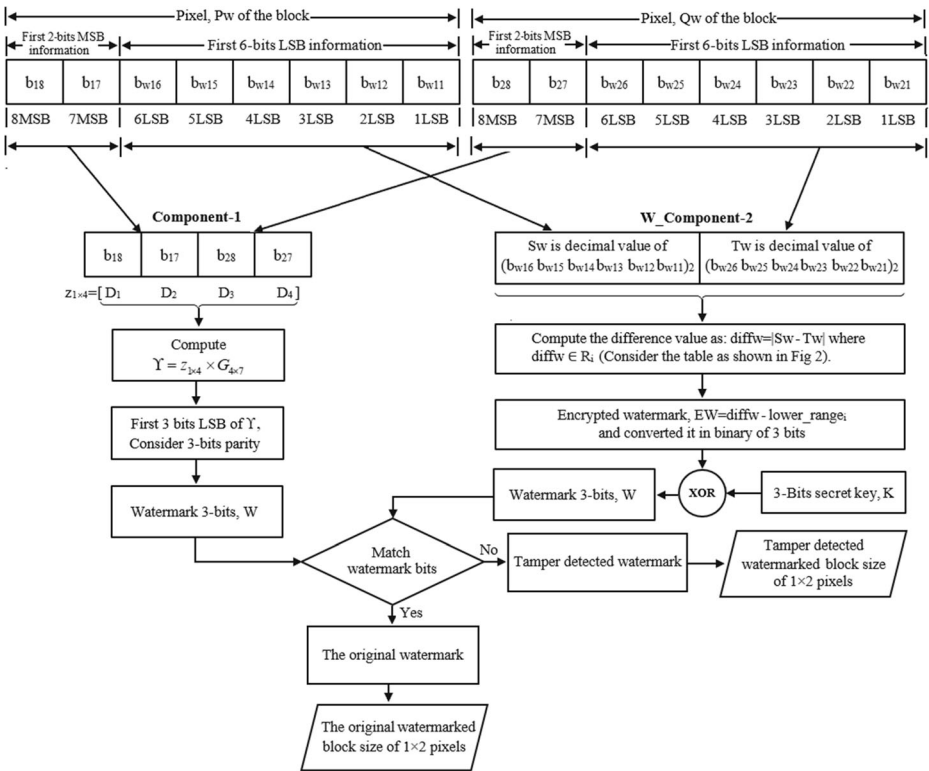 Pixel, Pw of the block
Pixel, Qw of the block
First 2-bits MSB
information
First 6-bits LSB information
First 2-bits MSB
information
First 6-bits LSB information
b18 b17 bw16 bw15 bw14 bw13 bw12 bw11
b28 b27 bw26 bw25 bw24 bw23 bw22 bw21
8MSB 7MSB 6LSB 5LSB 4LSB 3LSB 2LSB 1LSB
8MSB 7MSB 6LSB 5LSB 4LSB 3LSB 2LSB 1LSB
Component-1
W_Component-2
b18 b17 b28 b27
Sw is decimal value of
(bw16 bw15 bw14 bw13 bw12 bw11)2
Tw is decimal value of
(bw26 bw25 bw24 bw23 bw22 bw21)2
z1×4=[ D1 D2 D3 D4 ]
Compute
ϒ = z1×4 × G4×7
Compute the difference value as: diffw=|Sw - Tw| where
diffw ∈ Ri (Consider the table as shown in Fig 2).
First 3 bits LSB of ϒ,
Consider 3-bits parity
Encrypted watermark, EW=diffw - lower_rangei
and converted it in binary of 3 bits
Watermark 3-bits, W
Watermark 3-bits, W
XOR
3-Bits secret key, K
Match
watermark bits
No
Tamper detected watermark
Tamper detected
watermarked block size
of 1×2 pixels
Yes
The original watermark
The original watermarked
block size of 1×2 pixels